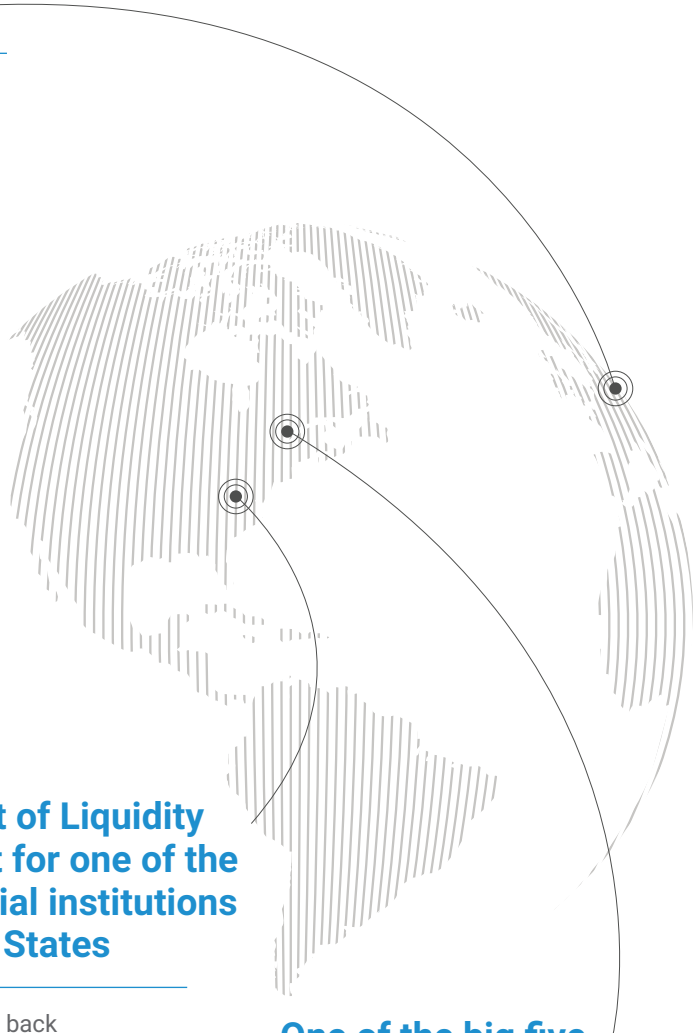 t of Liquidity
t for one of the
ial institutions
States
back
One of the big five